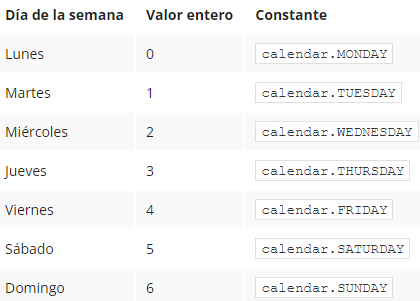 Día de la semana Valor entero Constante
Lunes 0 calendar.MONDAY
Martes 1 calendar.TUESDAY
Miércoles 2 calendar.WEDNESDAY
Jueves 3 calendar.THURSDAY
Viernes 4 calendar.FRIDAY
Sábado 5 calendar.SATURDAY
Domingo 6 calendar.SUNDAY